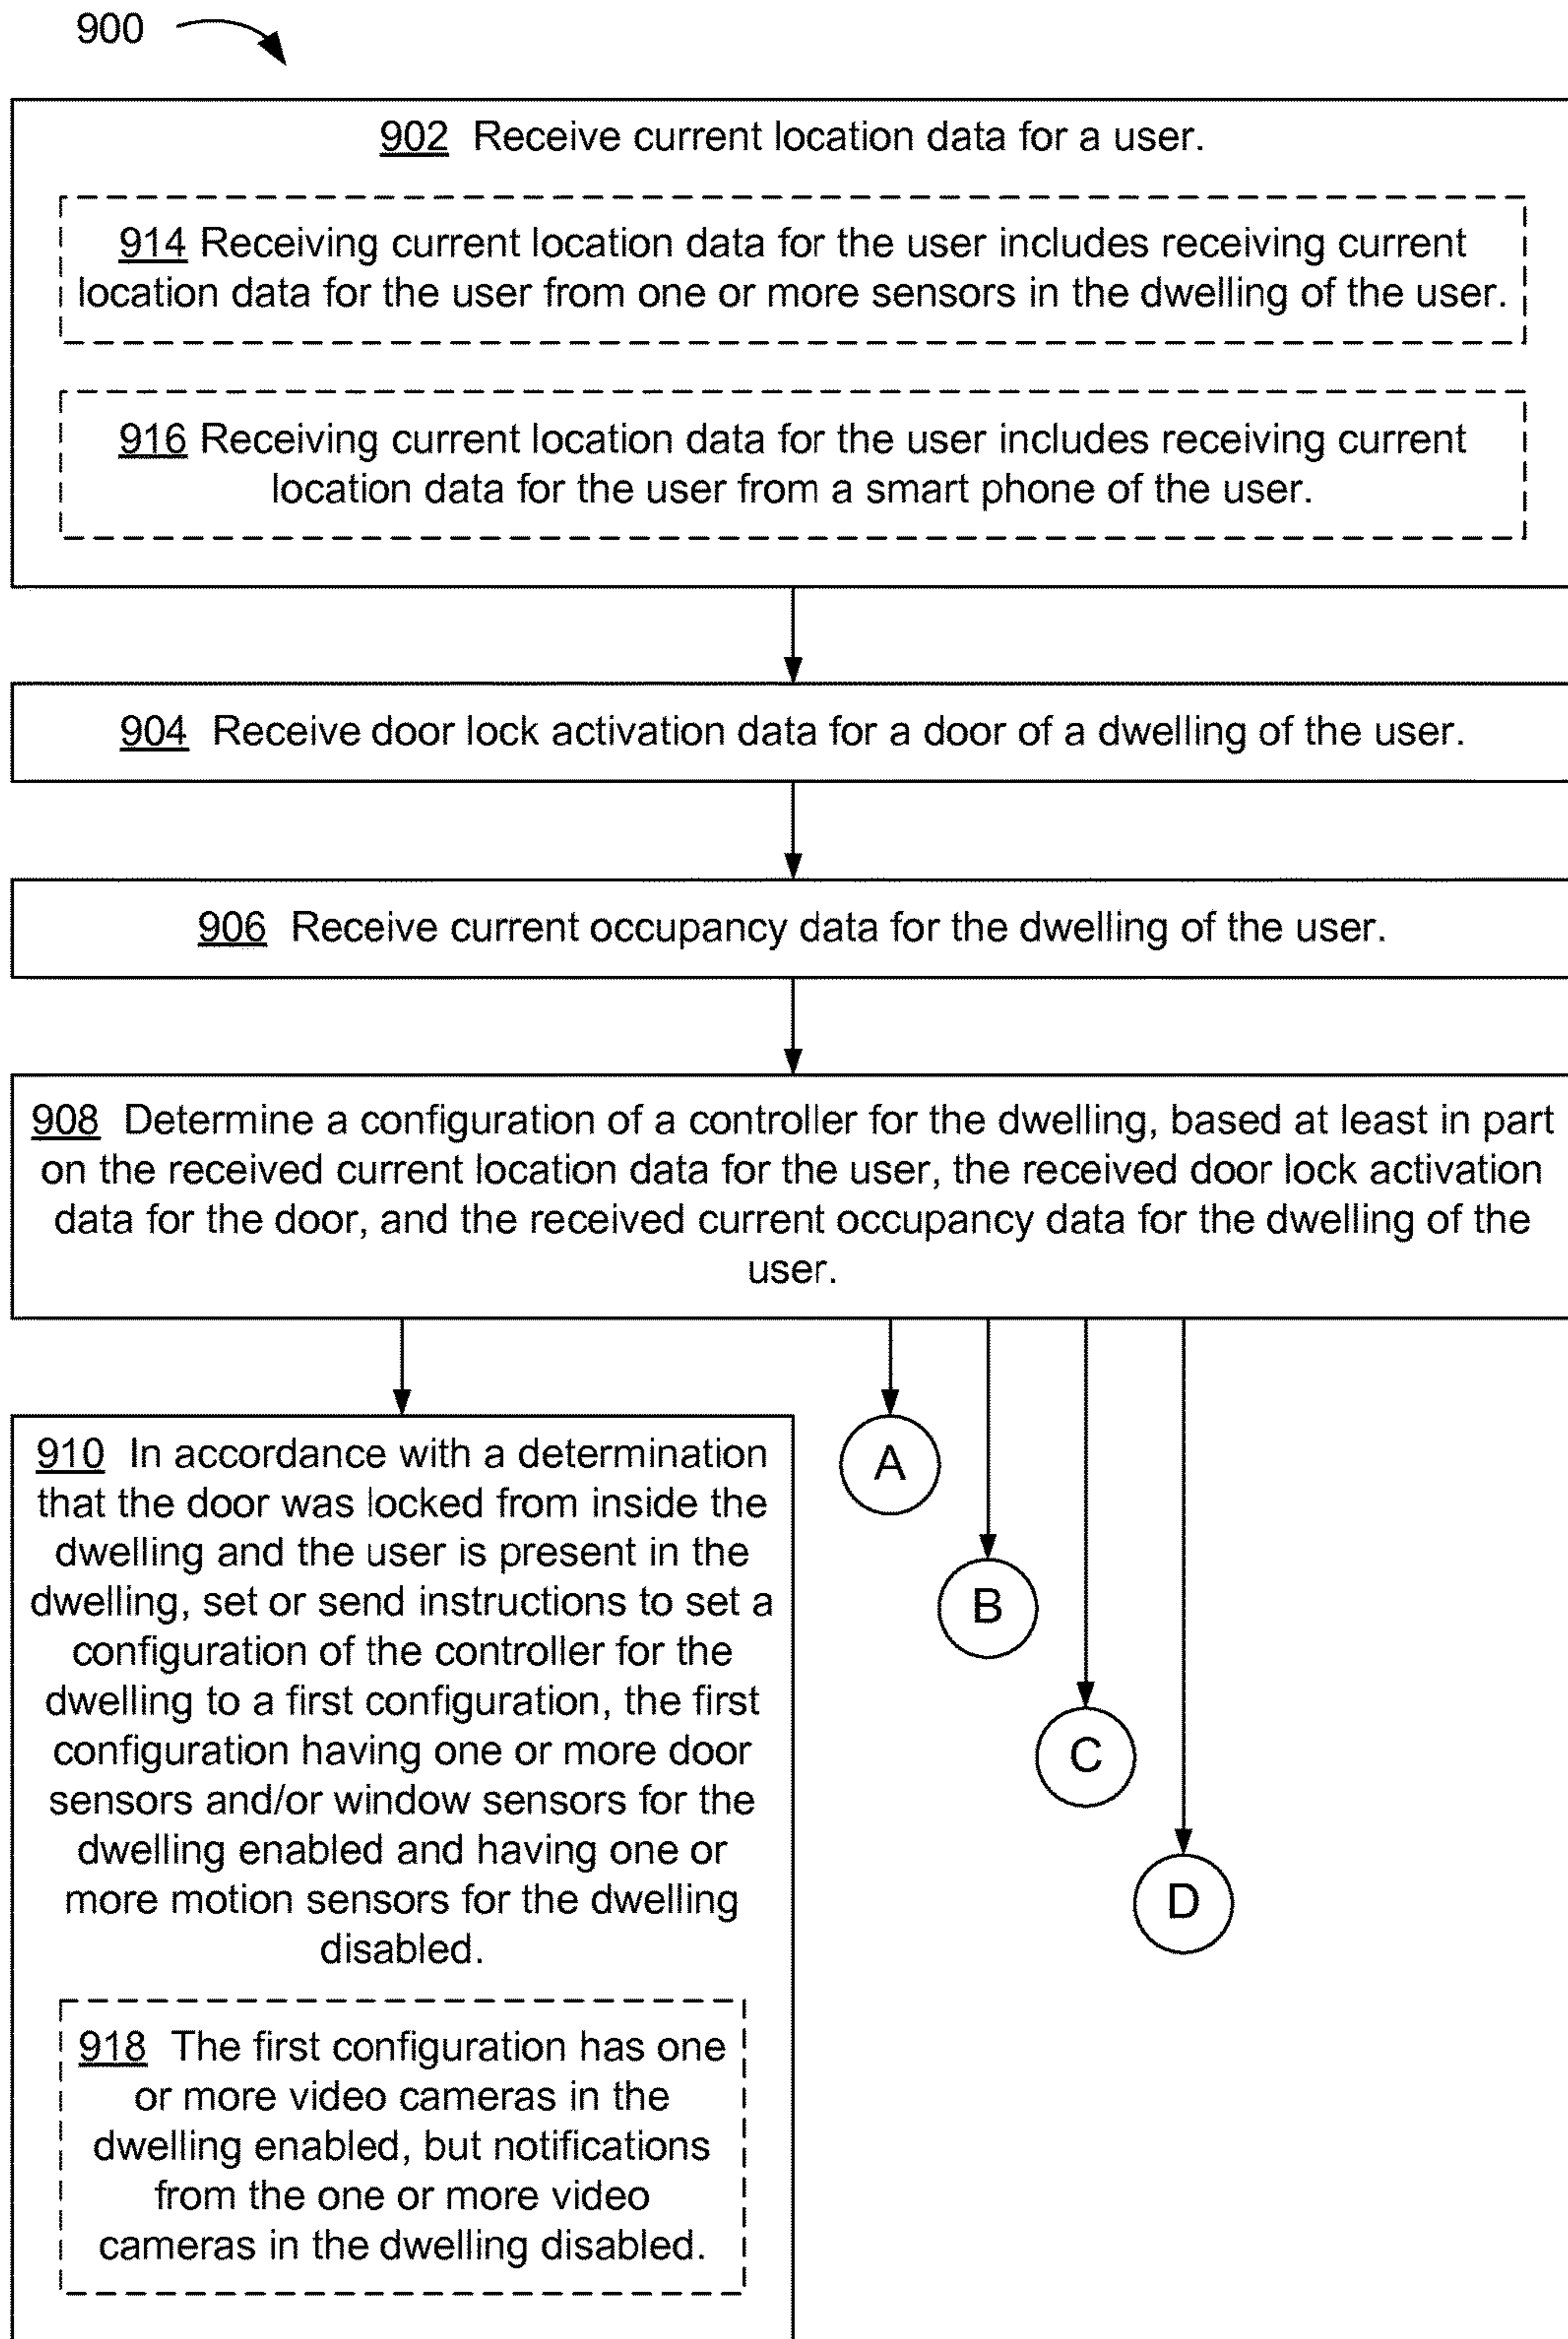 900
902 Receive current location data for a user.
914 Receiving current location data for the user includes receiving current
location data for the user from one or more sensors in the dwelling of the user.
916 Receiving current location data for the user includes receiving current
location data for the user from a smart phone of the user.
904 Receive door lock activation data for a door of a dwelling of the user.
906 Receive current occupancy data for the dwelling of the user.
908 Determine a configuration of a controller for the dwelling, based at least in part
on the received current location data for the user, the received door lock activation
data for the door, and the received current occupancy data for the dwelling of the
user.
910 In accordance with a determination
that the door was locked from inside the
dwelling and the user is present in the
dwelling, set or send instructions to set a
configuration of the controller for the
dwelling to a first configuration, the first
configuration having one or more door
sensors and/or window sensors for the
dwelling enabled and having one or
more motion sensors for the dwelling
disabled.
918 The first configuration has one
or more video cameras in the
dwelling enabled, but notifications
from the one or more video
cameras in the dwelling disabled.
A
B
C
D